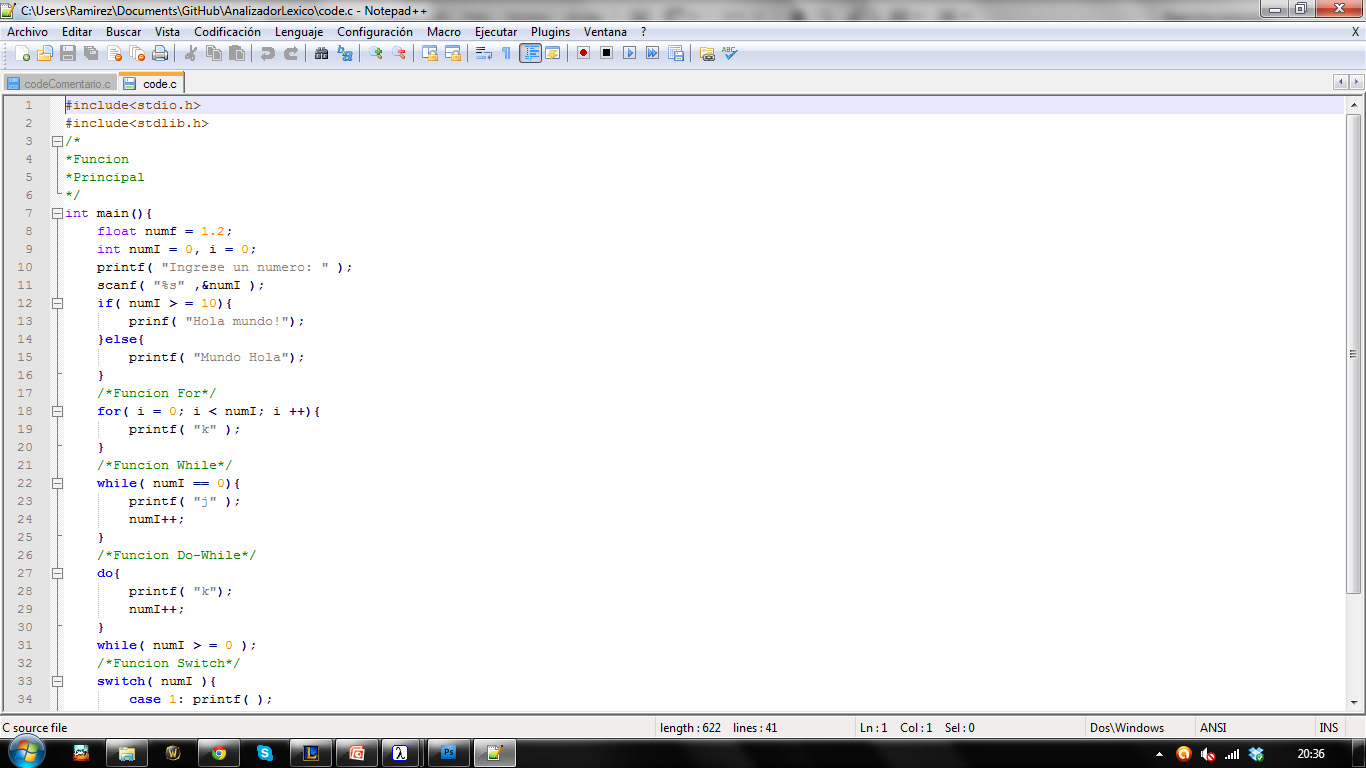 C:\Users\Ramirez\Documents\GitHub\AnalizadorLexico\code.c - Notepad++
Archivo Editar Buscar Vista Codificación Lenguaje Configuración Macro Ejecutar Plugins Ventana ? X
codeComentario.c code.c
1 #include<stdio.h>
2 #include<stdlib.h>
3 /*
4 *Funcion
5 *Principal
6 */
7 int main(){
8 float numf = 1.2;
9 int numI = 0, i = 0;
10 printf( "Ingrese un numero: " );
11 scanf( "%s" ,&numI );
12 if( numI > = 10){
13 prinf( "Hola mundo!");
14 }else{
15 printf( "Mundo Hola");
16 }
17 /*Funcion For*/
18 for( i = 0; i < numI; i ++){
19 printf( "k" );
20 }
21 /*Funcion While*/
22 while( numI == 0){
23 printf( "j" );
24 numI++;
25 }
26 /*Funcion Do-While*/
27 do{
28 printf( "k");
29 numI++;
30 }
31 while( numI > = 0 );
32 /*Funcion Switch*/
33 switch( numI ){
34 case 1: printf( );
C source file length : 622 lines : 41 Ln : 1 Col : 1 Sel : 0 Dos\Windows ANSI INS
20:36